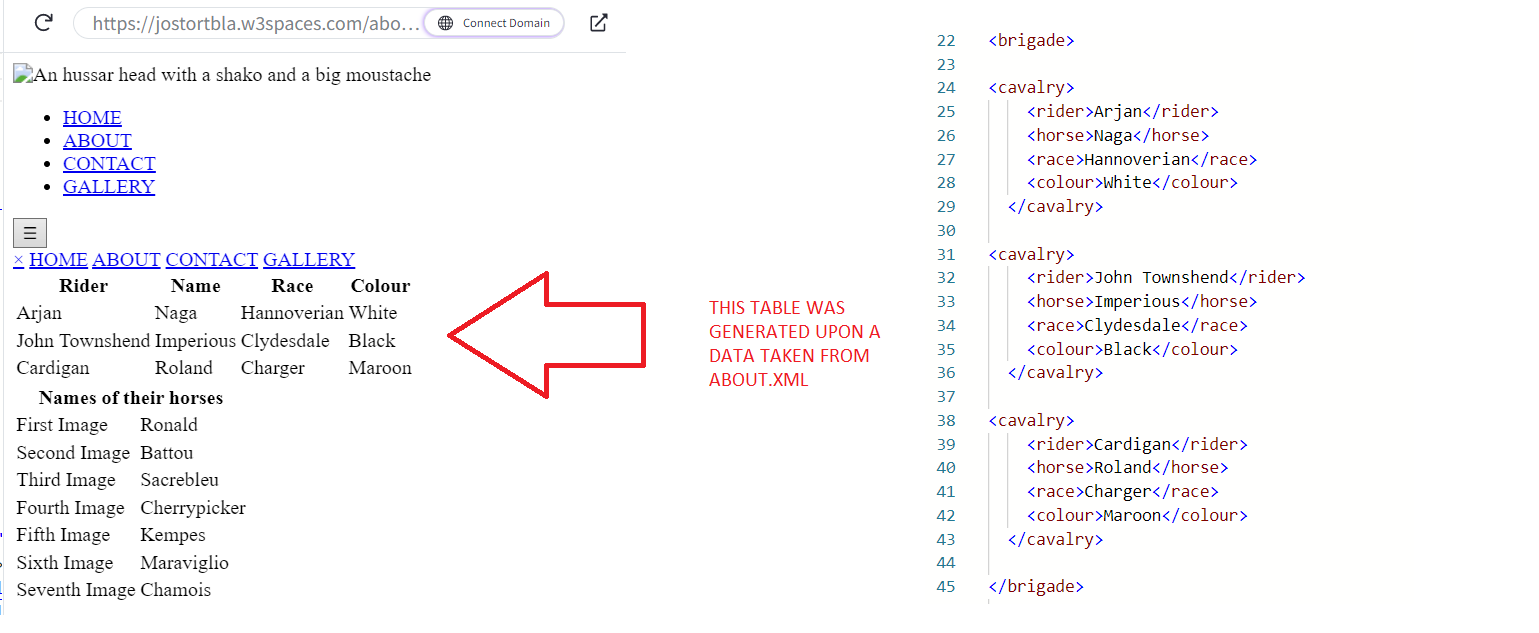 https://jostortbla.w3spaces.com/abo...
Connect Domain
An hussar head with a shako and a big moustache
HOME
ABOUT
CONTACT
GALLERY
☰
× HOME ABOUT CONTACT GALLERY
Rider Name Race Colour
Arjan Naga Hannoverian White
John Townshend Imperious Clydesdale Black
Cardigan Roland Charger Maroon
Names of their horses
First Image Ronald
Second Image Battou
Third Image Sacrebleu
Fourth Image Cherrypicker
Fifth Image Kempes
Sixth Image Maraviglio
Seventh Image Chamois
THIS TABLE WAS
GENERATED UPON A
DATA TAKEN FROM
ABOUT.XML
22 <brigade>
23
24 <cavalry>
25 <rider>Arjan</rider>
26 <horse>Naga</horse>
27 <race>Hannoverian</race>
28 <colour>White</colour>
29 </cavalry>
30
31 <cavalry>
32 <rider>John Townshend</rider>
33 <horse>Imperious</horse>
34 <race>Clydesdale</race>
35 <colour>Black</colour>
36 </cavalry>
37
38 <cavalry>
39 <rider>Cardigan</rider>
40 <horse>Roland</horse>
41 <race>Charger</race>
42 <colour>Maroon</colour>
43 </cavalry>
44
45 </brigade>